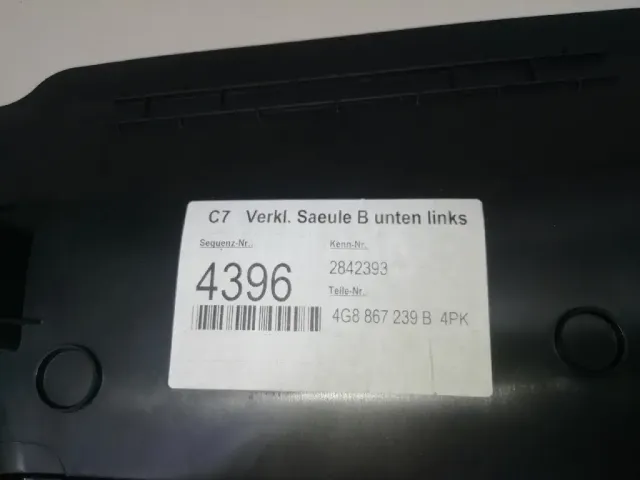 C7 Verkl. Saeule B unten links
Sequenz-Nr.:
Kenn-Nr.
4396
2842393
Teile-Nr.
4G8 867 239 B 4PK